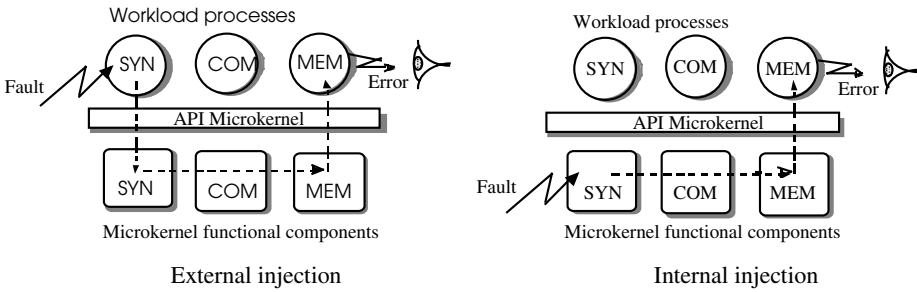 Workload processes
SYN COM MEM
Fault
Error
API Microkernel
SYN COM MEM
Microkernel functional components
External injection
Workload processes
SYN COM MEM
Error
API Microkernel
Fault
SYN COM MEM
Microkernel functional components
Internal injection